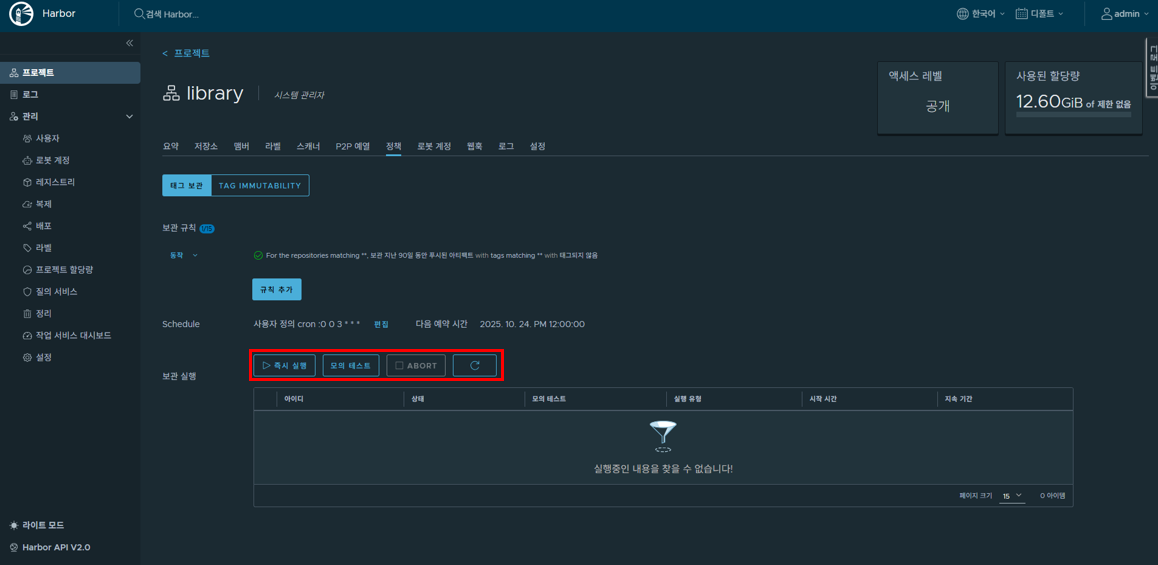 Harbor
검색 Harbor...
한국어
디폴트
admin
프로젝트
로그
관리
사용자
로봇 계정
레지스트리
복제
배포
라벨
프로젝트 할당량
질의 서비스
정리
작업 서비스 대시보드
설정
라이트 모드
Harbor API V2.0
< 프로젝트
library
시스템 관리자
액세스 레벨
공개
사용된 할당량
12.60GiB of 제한 없음
이벤트 로그
요약 저장소 멤버 라벨 스캐너 P2P 예열 정책 로봇 계정 웹훅 로그 설정
태그 보관 TAG IMMUTABILITY
보관 규칙 1/15
동작
For the repositories matching **, 보관 지난 90일 동안 푸시된 아티팩트 with tags matching ** with 태그되지 않음
규칙 추가
Schedule 사용자 정의 cron :0 0 3 * * * 편집 다음 예약 시간 2025. 10. 24. PM 12:00:00
보관 실행
즉시 실행 모의 테스트 ABORT
아이디 상태 모의 테스트 실행 유형 시작 시간 지속 기간
실행중인 내용을 찾을 수 없습니다!
페이지 크기 15 0 아이템